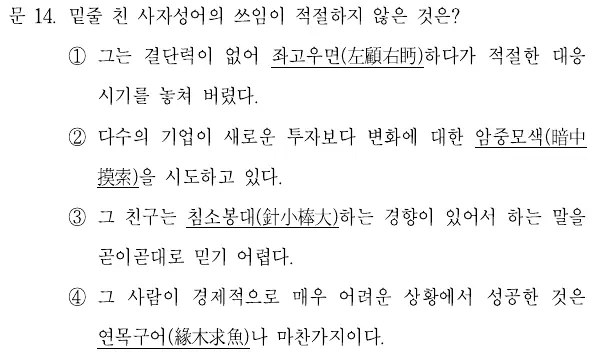 문 14. 밑줄 친 사자성어의 쓰임이 적절하지 않은 것은?
① 그는 결단력이 없어 좌고우면(左顧右眄)하다가 적절한 대응
시기를 놓쳐 버렸다.
② 다수의 기업이 새로운 투자보다 변화에 대한 암중모색(暗中
摸索)을 시도하고 있다.
③ 그 친구는 침소봉대(針小棒大)하는 경향이 있어서 하는 말을
곧이곧대로 믿기 어렵다.
④ 그 사람이 경제적으로 매우 어려운 상황에서 성공한 것은
연목구어(緣木求魚)나 마찬가지이다.